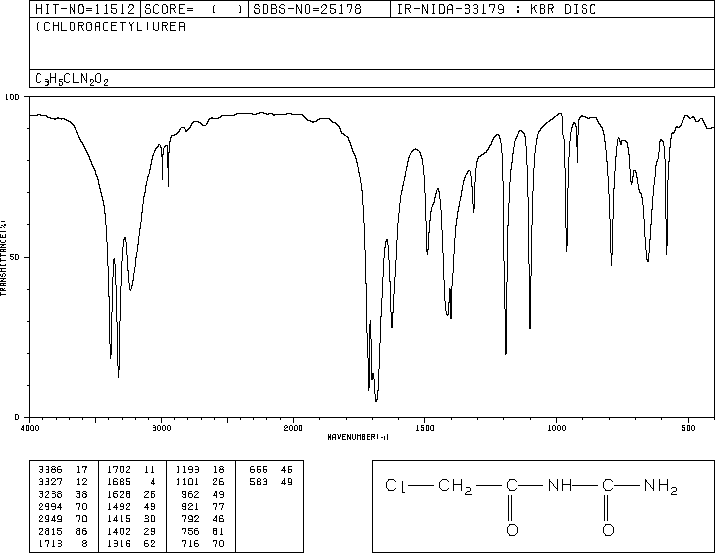 HIT-NO=11512 SCORE= ( ) SDBS-NO=25178 IR-NIDA-33179 : KBR DISC
(CHLOROACETYL)UREA
C3H5CLN2O2
100
50
0
TRANSMITTANCE(%)
4000 3000 2000 1500 1000 500
WAVENUMBER(-1)
3386 17 1702 11 1193 18 655 46
3327 12 1685 4 1101 26 583 49
3238 38 1628 26 962 49
2994 70 1492 49 921 77
2949 70 1415 30 792 46
2815 86 1402 29 756 81
1713 8 1316 62 716 70
Cl CH2 C NH C NH2
O O